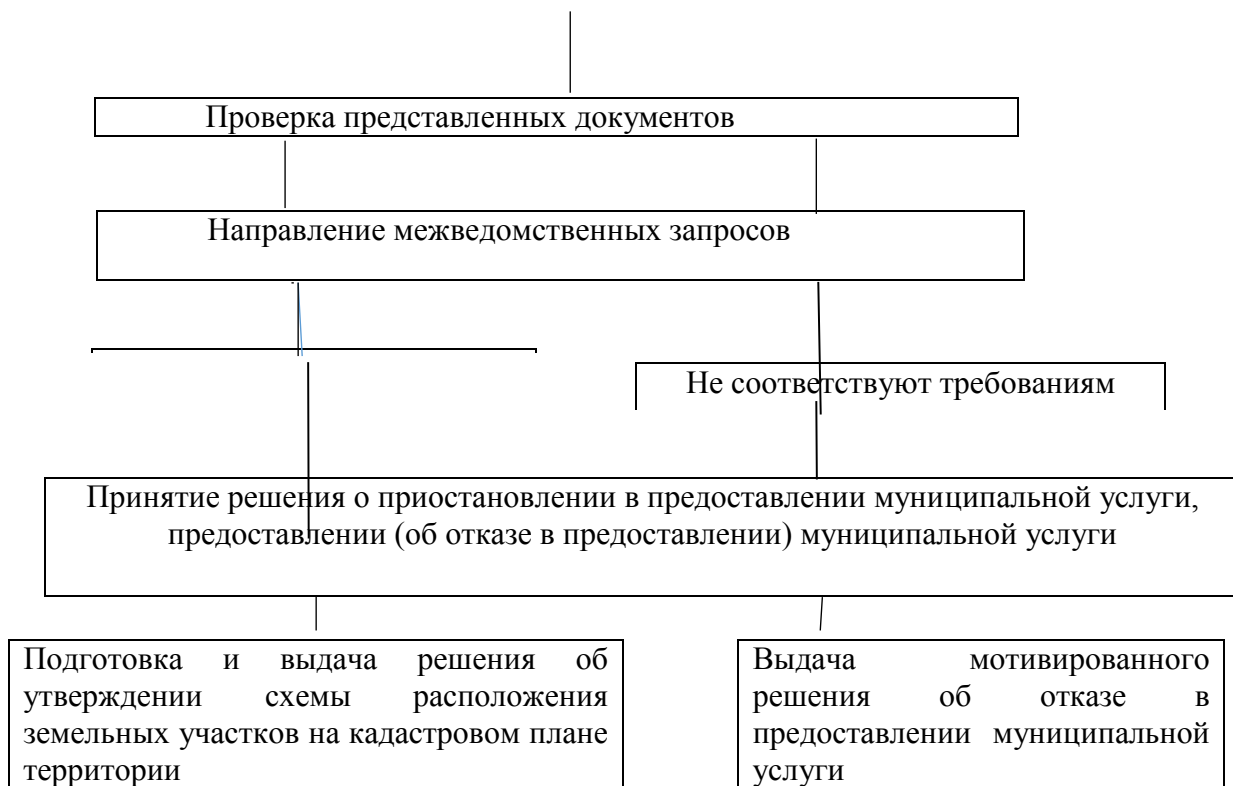 Проверка представленных документов
Направление межведомственных запросов
Не соответствуют требованиям
Принятие решения о приостановлении в предоставлении муниципальной услуги,
предоставлении (об отказе в предоставлении) муниципальной услуги
Подготовка и выдача решения об
утверждении схемы расположения
земельных участков на кадастровом плане
территории
Выдача мотивированного
решения об отказе в
предоставлении муниципальной
услуги